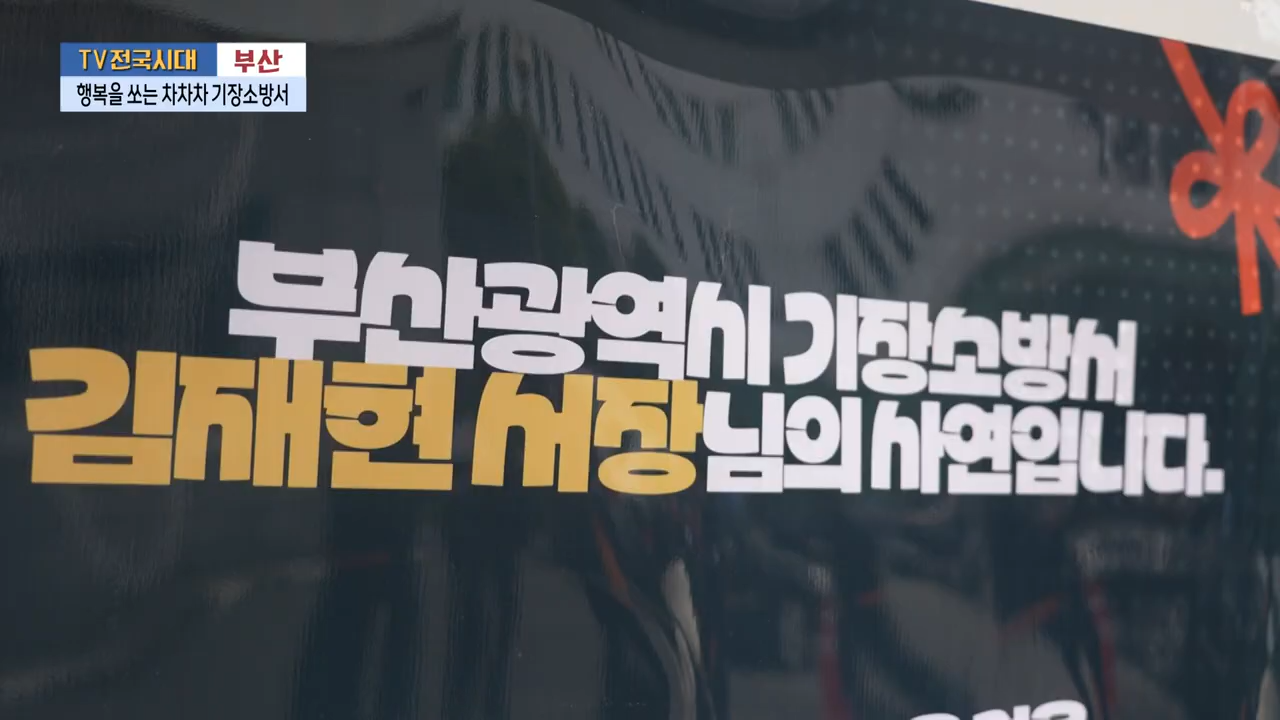 TV전국시대 부산
행복을 쏘는 차차차 기장소방서
부산광역시 기장소방서
김재현 서장님의 사연입니다.